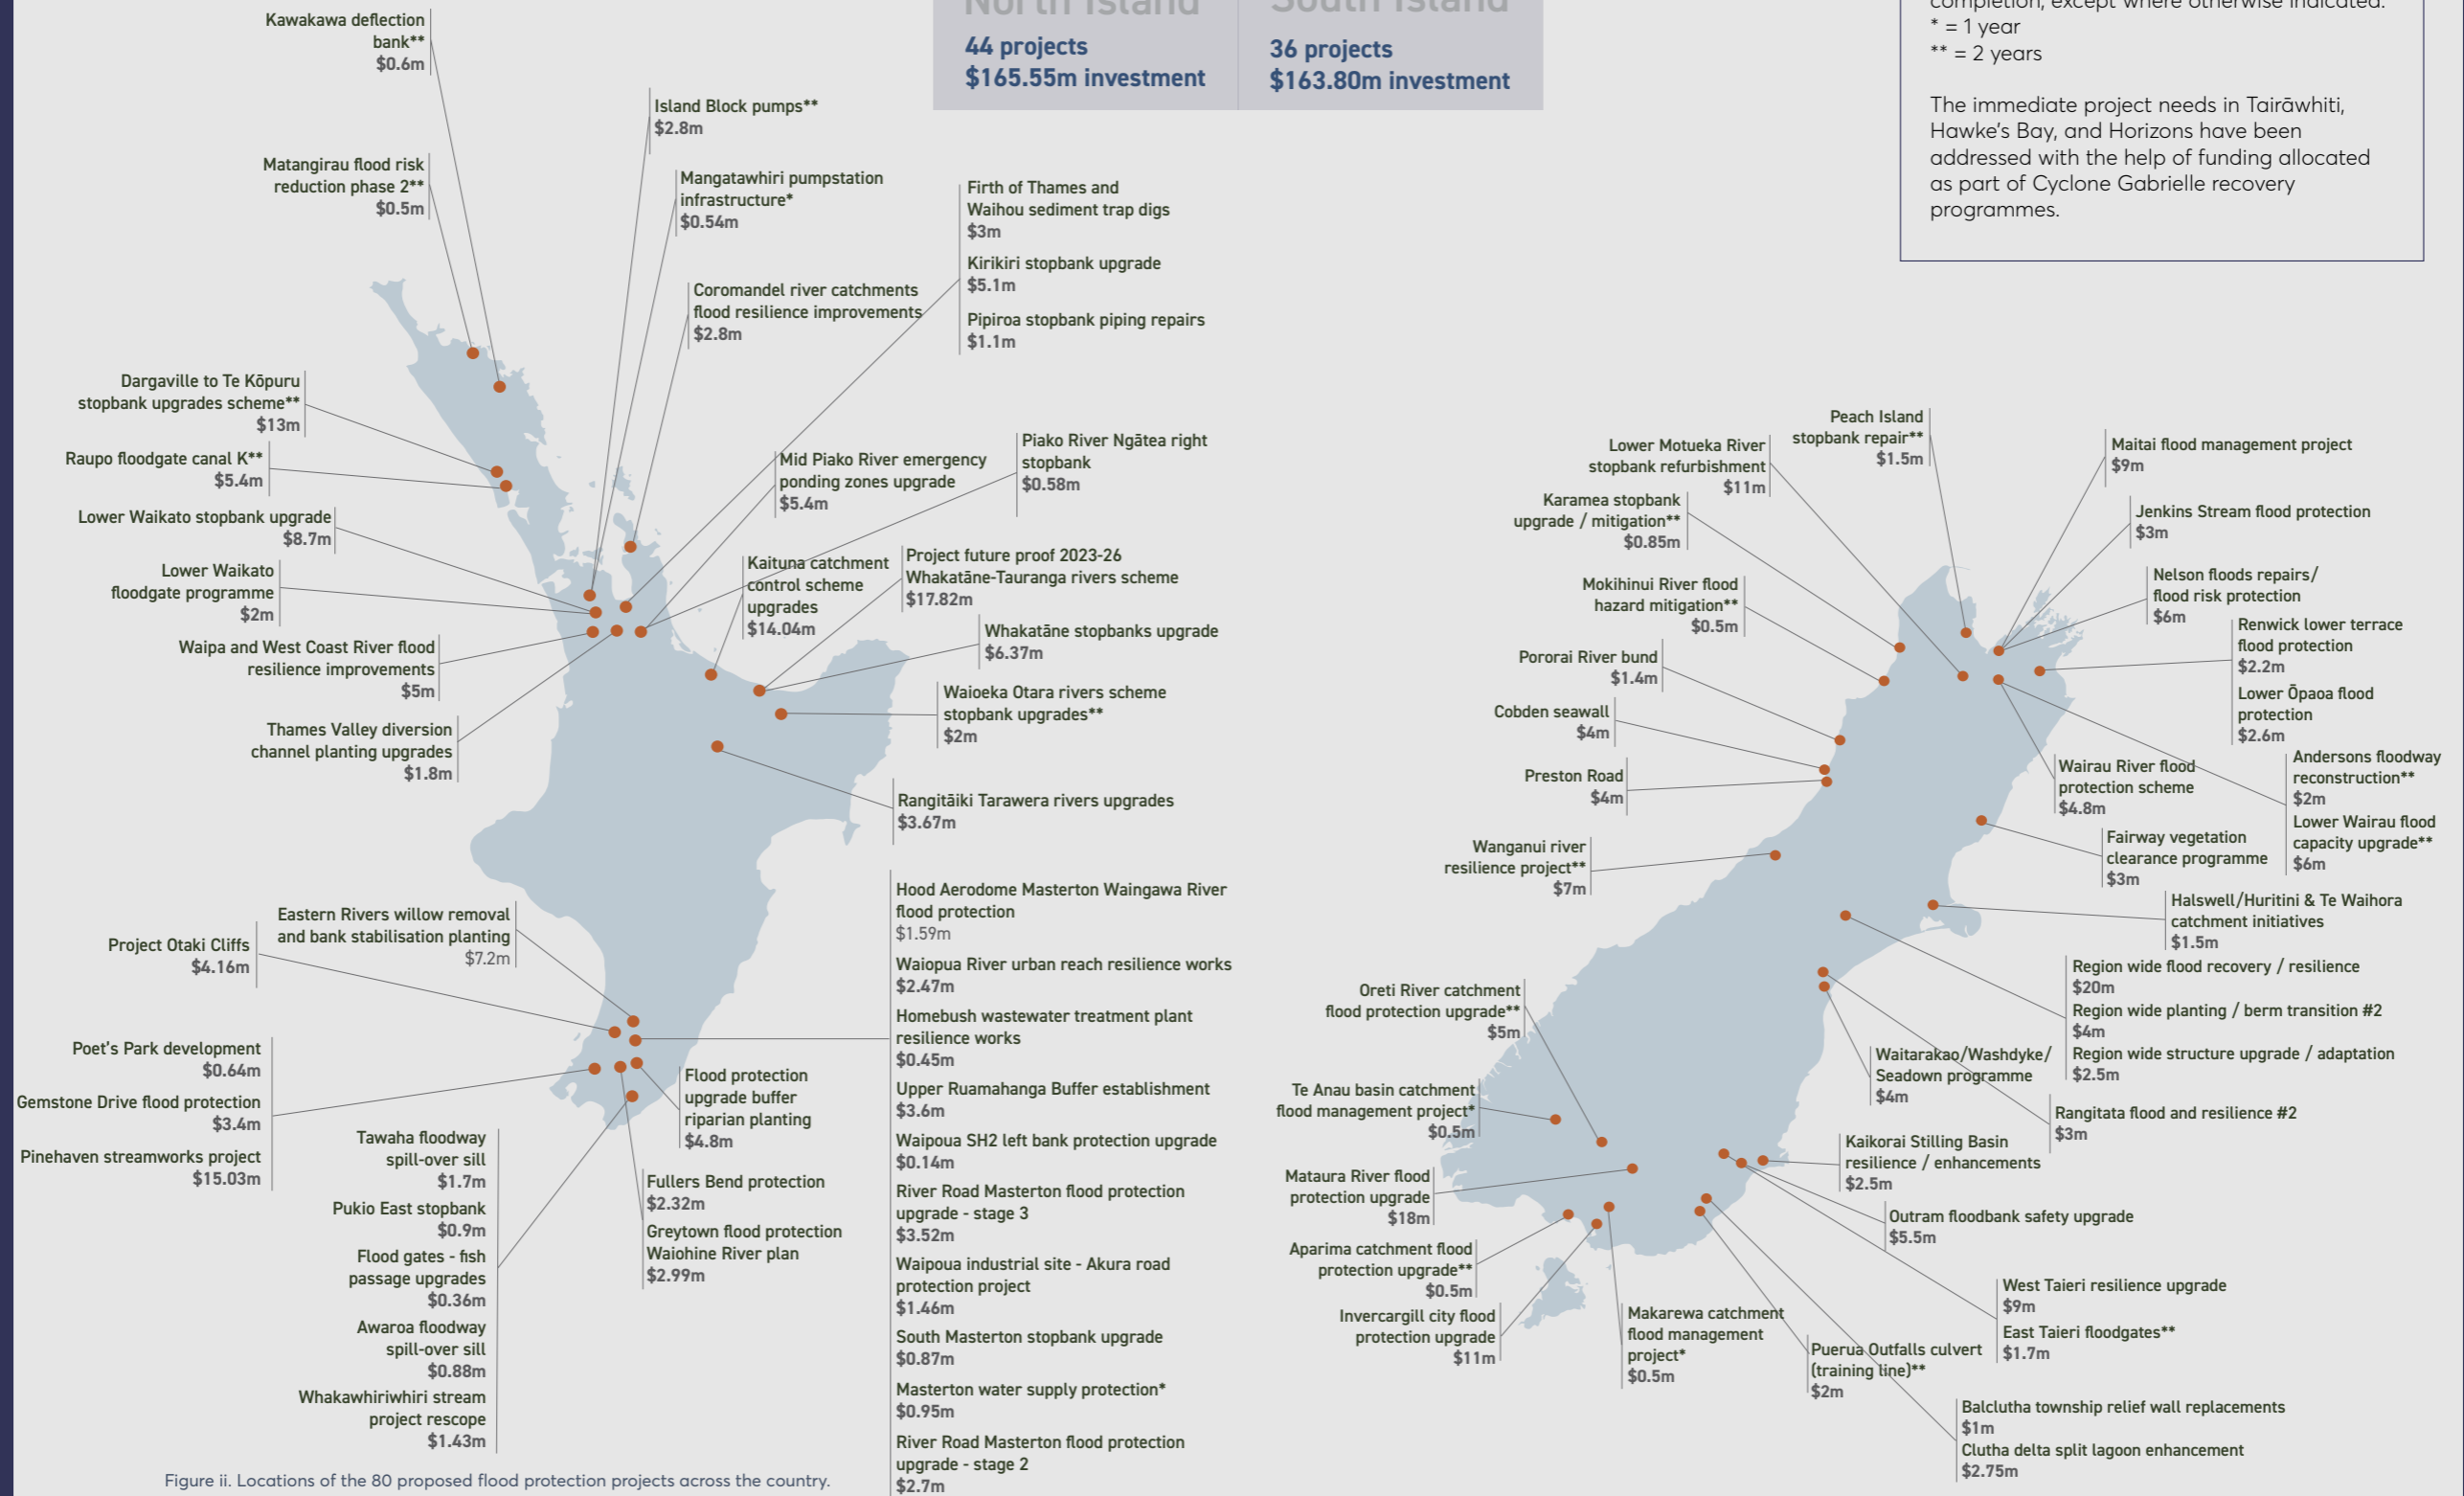 North Island
44 projects
$165.55m investment
South Island
36 projects
$163.80m investment
completion, except where otherwise indicated.
* = 1 year
** = 2 years
The immediate project needs in Tairāwhiti,
Hawke's Bay, and Horizons have been
addressed with the help of funding allocated
as part of Cyclone Gabrielle recovery
programmes.
Kawakawa deflection
bank**
$0.6m
Matangirau flood risk
reduction phase 2**
$0.5m
Island Block pumps**
$2.8m
Mangatawhiri pumpstation
infrastructure*
$0.54m
Coromandel river catchments
flood resilience improvements
$2.8m
Firth of Thames and
Waihou sediment trap digs
$3m
Kirikiri stopbank upgrade
$5.1m
Pipiroa stopbank piping repairs
$1.1m
Dargaville to Te Kōpuru
stopbank upgrades scheme**
$13m
Raupo floodgate canal K**
$5.4m
Lower Waikato stopbank upgrade
$8.7m
Lower Waikato
floodgate programme
$2m
Waipa and West Coast River flood
resilience improvements
$5m
Thames Valley diversion
channel planting upgrades
$1.8m
Mid Piako River emergency
ponding zones upgrade
$5.4m
Piako River Ngātea right
stopbank
$0.58m
Kaituna catchment
control scheme
upgrades
$14.04m
Project future proof 2023-26
Whakatāne-Tauranga rivers scheme
$17.82m
Whakatāne stopbanks upgrade
$6.37m
Waioeka Otara rivers scheme
stopbank upgrades**
$2m
Rangitāiki Tarawera rivers upgrades
$3.67m
Eastern Rivers willow removal
and bank stabilisation planting
$7.2m
Project Otaki Cliffs
$4.16m
Poet's Park development
$0.64m
Gemstone Drive flood protection
$3.4m
Pinehaven streamworks project
$15.03m
Tawaha floodway
spill-over sill
$1.7m
Pukio East stopbank
$0.9m
Flood gates - fish
passage upgrades
$0.36m
Awaroa floodway
spill-over sill
$0.88m
Whakawhiriwhiri stream
project rescope
$1.43m
Flood protection
upgrade buffer
riparian planting
$4.8m
Fullers Bend protection
$2.32m
Greytown flood protection
Waiohine River plan
$2.99m
Hood Aerodome Masterton Waingawa River
flood protection
$1.59m
Waiopua River urban reach resilience works
$2.47m
Homebush wastewater treatment plant
resilience works
$0.45m
Upper Ruamahanga Buffer establishment
$3.6m
Waipoua SH2 left bank protection upgrade
$0.14m
River Road Masterton flood protection
upgrade - stage 3
$3.52m
Waipoua industrial site - Akura road
protection project
$1.46m
South Masterton stopbank upgrade
$0.87m
Masterton water supply protection*
$0.95m
River Road Masterton flood protection
upgrade - stage 2
$2.7m
Peach Island
stopbank repair**
$1.5m
Lower Motueka River
stopbank refurbishment
$11m
Karamea stopbank
upgrade / mitigation**
$0.85m
Mokihinui River flood
hazard mitigation**
$0.5m
Pororai River bund
$1.4m
Cobden seawall
$4m
Preston Road
$4m
Wanganui river
resilience project**
$7m
Maitai flood management project
$9m
Jenkins Stream flood protection
$3m
Nelson floods repairs/
flood risk protection
$6m
Renwick lower terrace
flood protection
$2.2m
Lower Ōpaoa flood
protection
$2.6m
Wairau River flood
protection scheme
$4.8m
Andersons floodway
reconstruction**
$2m
Lower Wairau flood
capacity upgrade**
$6m
Fairway vegetation
clearance programme
$3m
Halswell/Huritini & Te Waihora
catchment initiatives
$1.5m
Region wide flood recovery / resilience
$20m
Region wide planting / berm transition #2
$4m
Region wide structure upgrade / adaptation
$2.5m
Waitarakao/Washdyke/
Seadown programme
$4m
Rangitata flood and resilience #2
$3m
Kaikorai Stilling Basin
resilience / enhancements
$2.5m
Outram floodbank safety upgrade
$5.5m
West Taieri resilience upgrade
$9m
East Taieri floodgates**
$1.7m
Puerua Outfalls culvert
(training line)**
$2m
Balclutha township relief wall replacements
$1m
Clutha delta split lagoon enhancement
$2.75m
Oreti River catchment
flood protection upgrade**
$5m
Te Anau basin catchment
flood management project*
$0.5m
Mataura River flood
protection upgrade
$18m
Aparima catchment flood
protection upgrade**
$0.5m
Invercargill city flood
protection upgrade
$11m
Makarewa catchment
flood management
project*
$0.5m
Figure ii. Locations of the 80 proposed flood protection projects across the country.